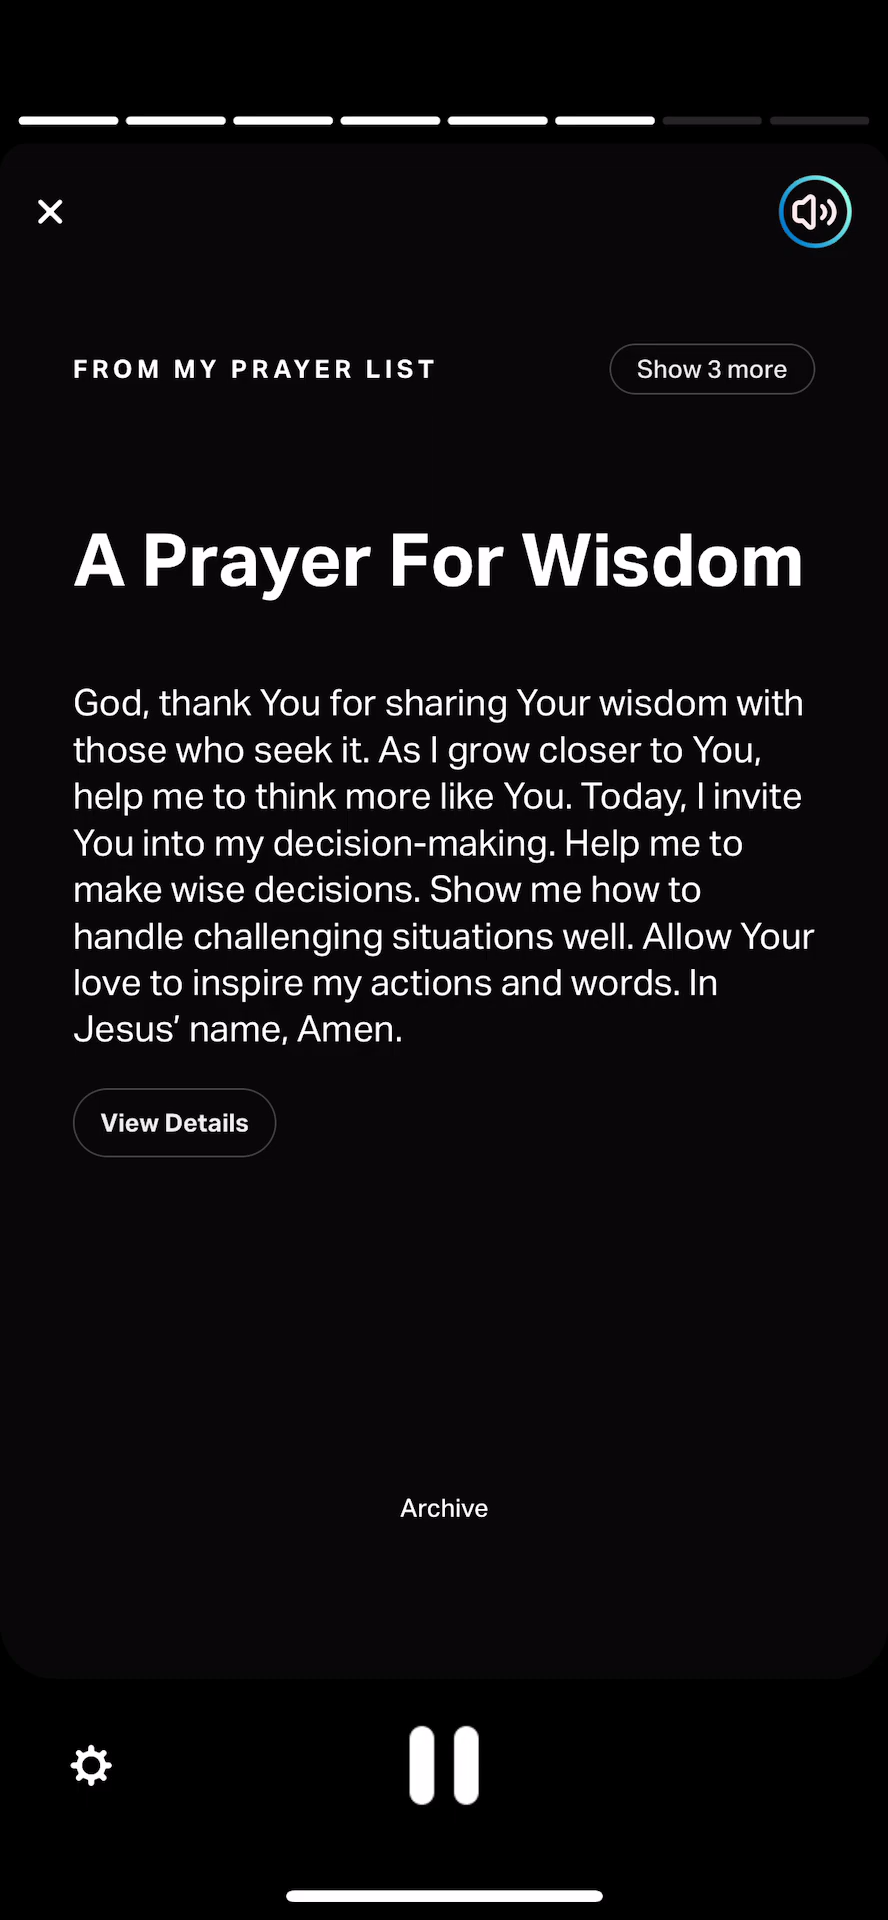 FROM MY PRAYER LIST
Show 3 more
A Prayer For Wisdom
God, thank You for sharing Your wisdom with
those who seek it. As I grow closer to You,
help me to think more like You. Today, I invite
You into my decision-making. Help me to
make wise decisions. Show me how to
handle challenging situations well. Allow Your
love to inspire my actions and words. In
Jesus’ name, Amen.
View Details
Archive